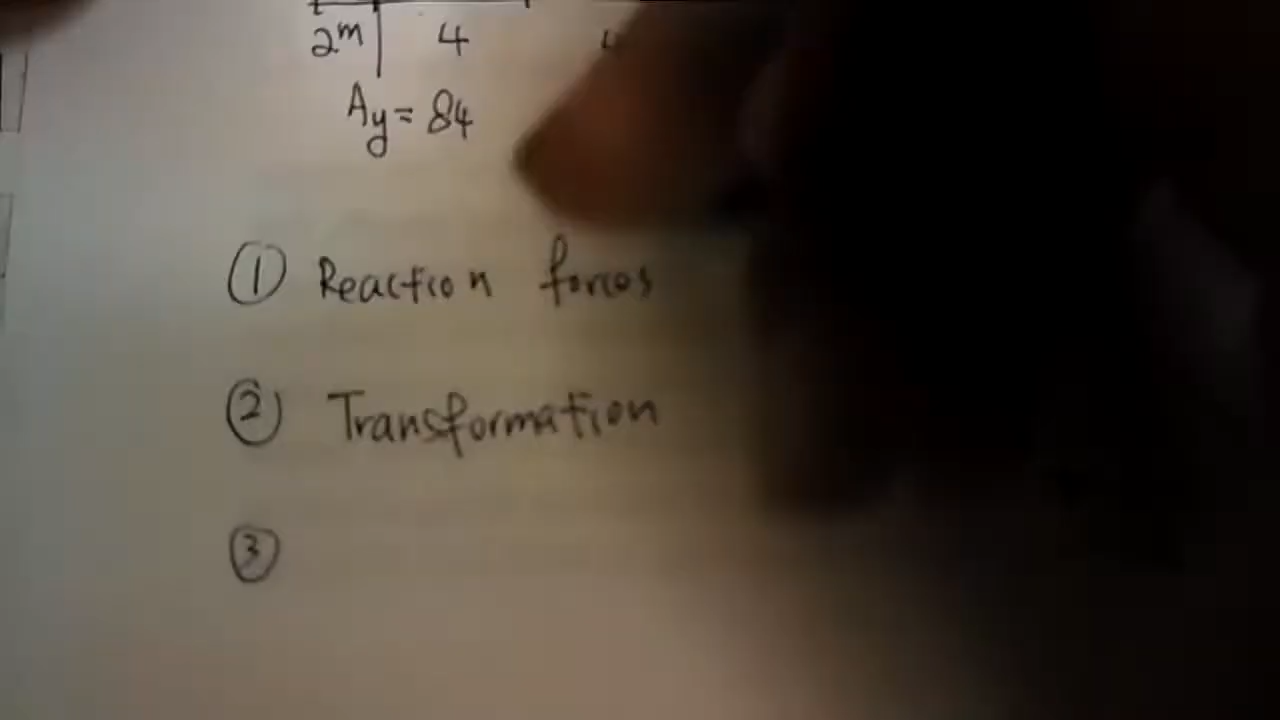 2m 4
Ay = 84
① Reaction forces
② Transformation
③